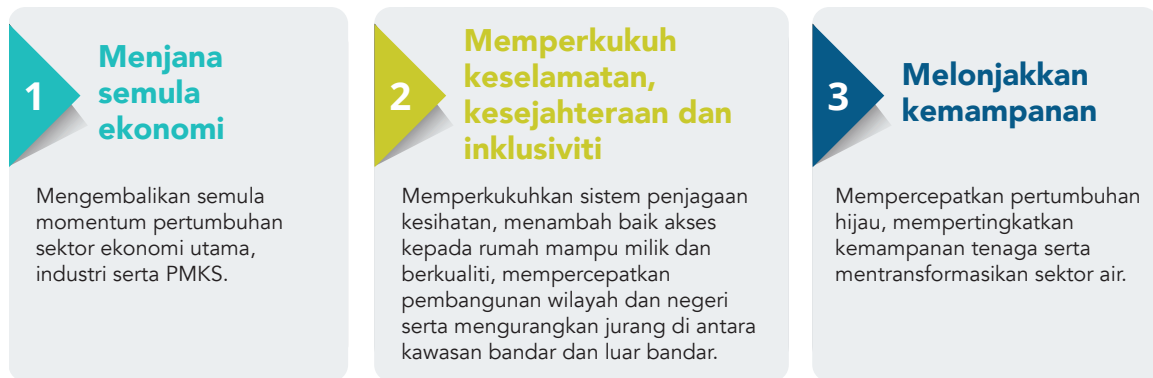 1
Menjana
semula
ekonomi
Mengembalikan semula
momentum pertumbuhan
sektor ekonomi utama,
industri serta PMKS.
2
Memperkukuh
keselamatan,
kesejahteraan dan
inklusiviti
Memperkukuhkan sistem penjagaan
kesihatan, menambah baik akses
kepada rumah mampu milik dan
berkualiti, mempercepatkan
pembangunan wilayah dan negeri
serta mengurangkan jurang di antara
kawasan bandar dan luar bandar.
3
Melonjakkan
kemampanan
Mempercepatkan pertumbuhan
hijau, mempertingkatkan
kemampanan tenaga serta
mentransformasikan sektor air.